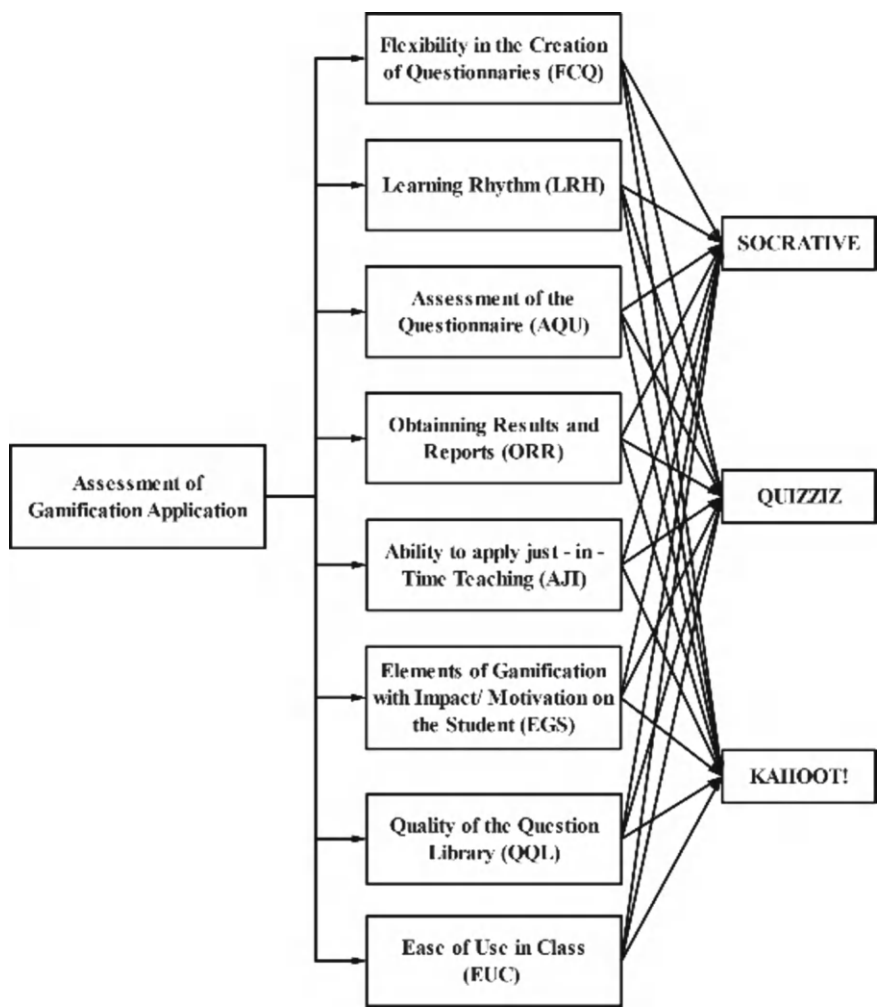 Flexibility in the Creation
of Questionnaries (FCQ)
Learning Rhythm (LRH)
SOCRATIVE
Assessment of the
Questionnaire (AQU)
Obtainning Results and
Reports (ORR)
Assessment of
Gamification Application
QUIZZIZ
Ability to apply just - in -
Time Teaching (AJI)
Elements of Gamification
with Impact/ Motivation on
the Student (EGS)
KAHOOT!
Quality of the Question
Library (QQL)
Ease of Use in Class
(EUC)